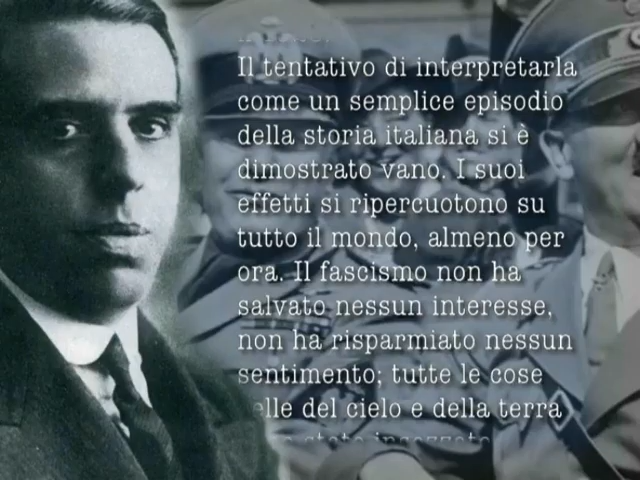 Il tentativo di interpretarla
come un semplice episodio
della storia italiana si è
dimostrato vano. I suoi
effetti si ripercuotono su
tutto il mondo, almeno per
ora. Il fascismo non ha
salvato nessun interesse,
non ha risparmiato nessun
sentimento; tutte le cose
del cielo e della terra